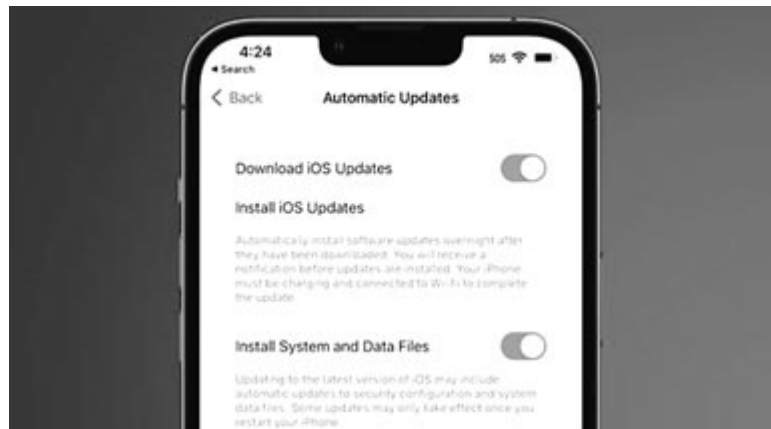 4:24
SOS
Search
Back
Automatic Updates
Download iOS Updates
Install iOS Updates
Automatically install software updates overnight after
they have been downloaded. You will receive a
notification before updates are installed. Your iPhone
must be charging and connected to Wi-Fi to complete
the update.
Install System and Data Files
Updating to the latest version of iOS may include
automatic updates to security configuration and system
data files. Some updates may only take effect once you
restart your iPhone.